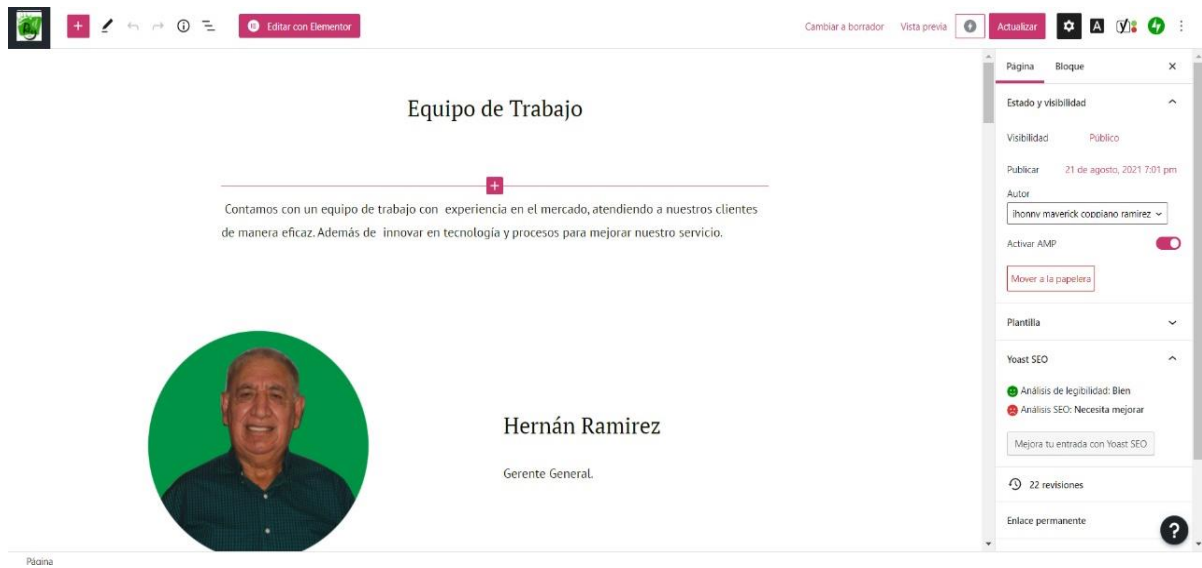 Editar con Elementor
Cambiar a borrador
Vista previa
Actualizar
Equipo de Trabajo
Contamos con un equipo de trabajo con experiencia en el mercado, atendiendo a nuestros clientes
de manera eficaz. Además de innovar en tecnología y procesos para mejorar nuestro servicio.
Hernán Ramirez
Gerente General.
Página
Bloque
Estado y visibilidad
Visibilidad
Público
Publicar
21 de agosto, 2021 7:01 pm
Autor
jhonny maverick coppiano ramirez
Activar AMP
Mover a la papelera
Plantilla
Yoast SEO
Análisis de legibilidad: Bien
Análisis SEO: Necesita mejorar
Mejora tu entrada con Yoast SEO
22 revisiones
Enlace permanente
Página